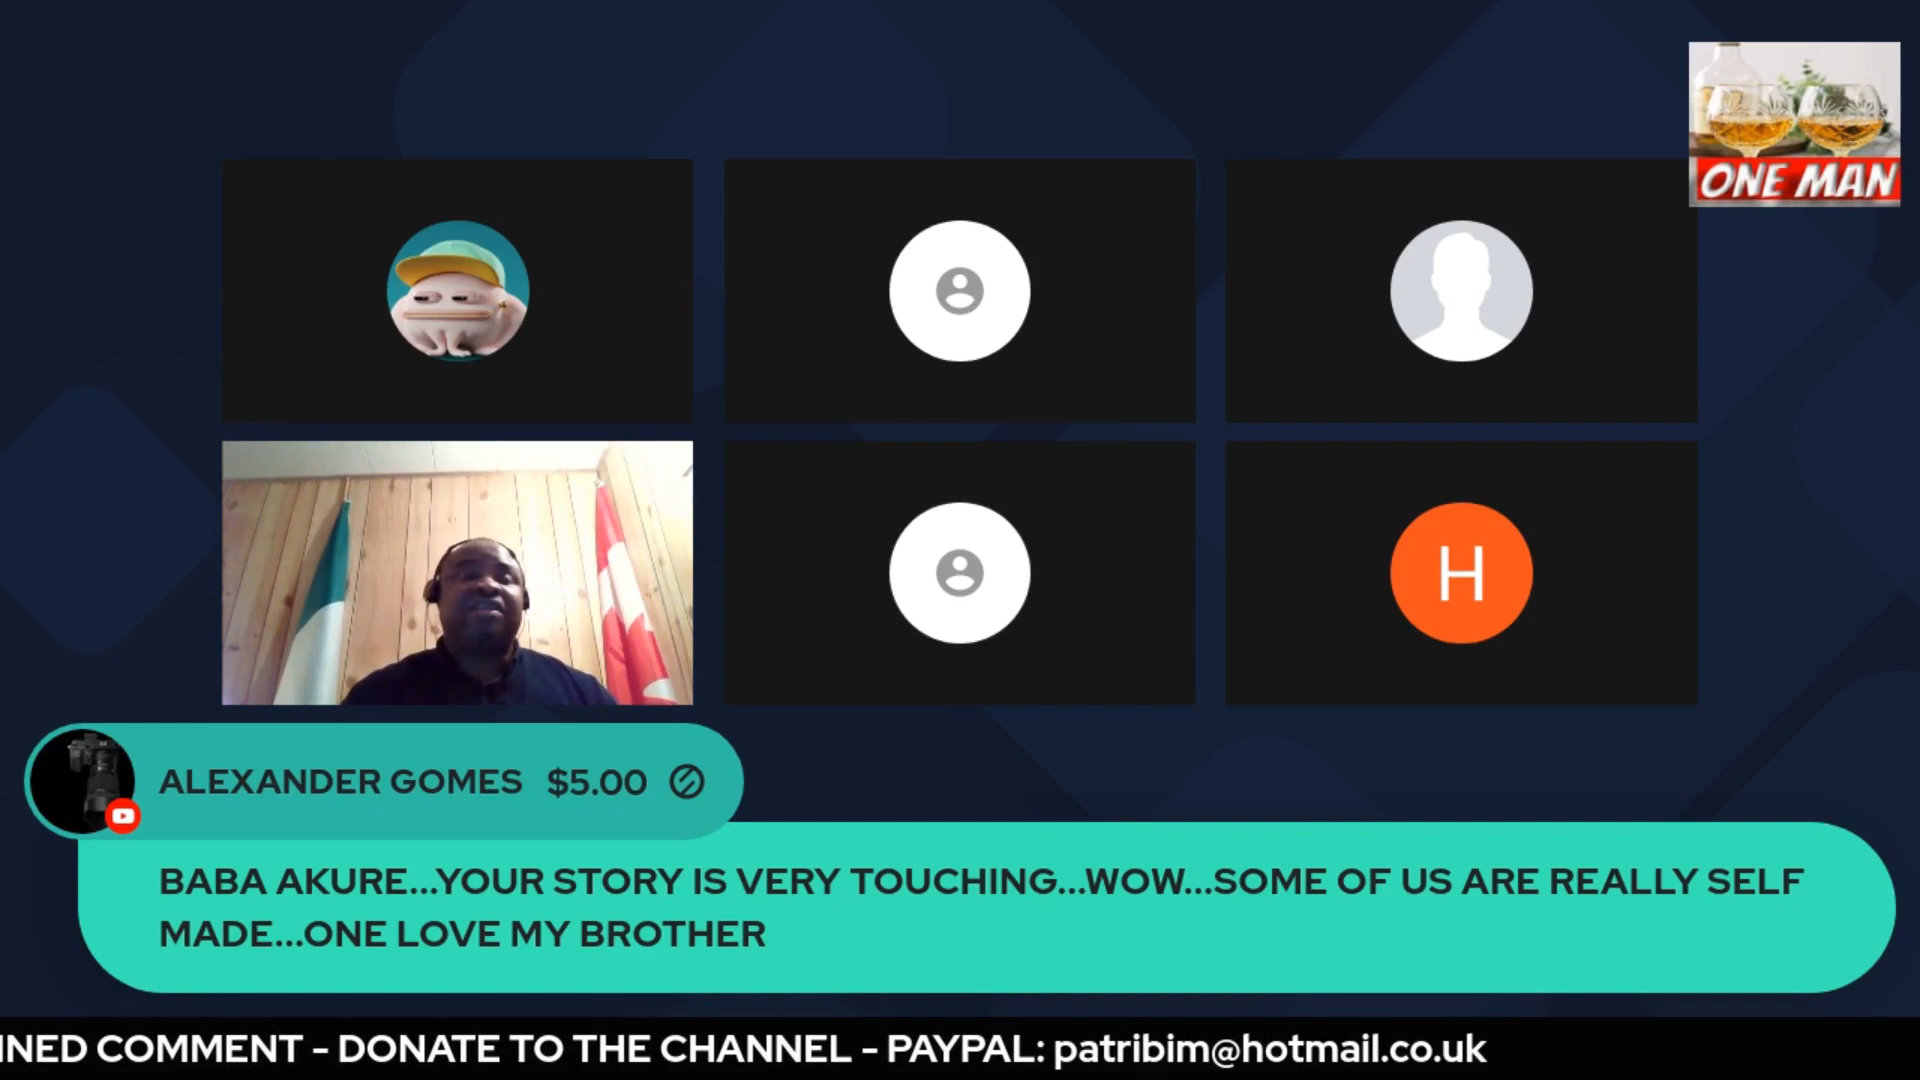 ONE MAN
H
ALEXANDER GOMES $5.00
BABA AKURE...YOUR STORY IS VERY TOUCHING...WOW...SOME OF US ARE REALLY SELF
MADE...ONE LOVE MY BROTHER
COMMENT - DONATE TO THE CHANNEL - PAYPAL: patribim@hotmail.co.uk